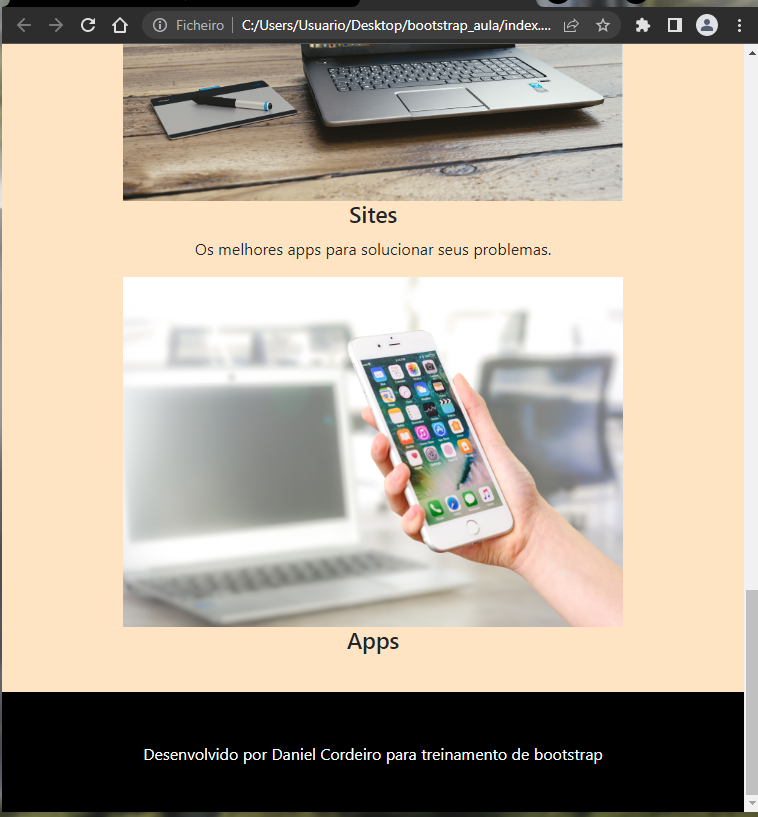 Ficheiro
C:/Users/Usuario/Desktop/bootstrap_aula/index....
Sites
Os melhores apps para solucionar seus problemas.
Apps
Desenvolvido por Daniel Cordeiro para treinamento de bootstrap